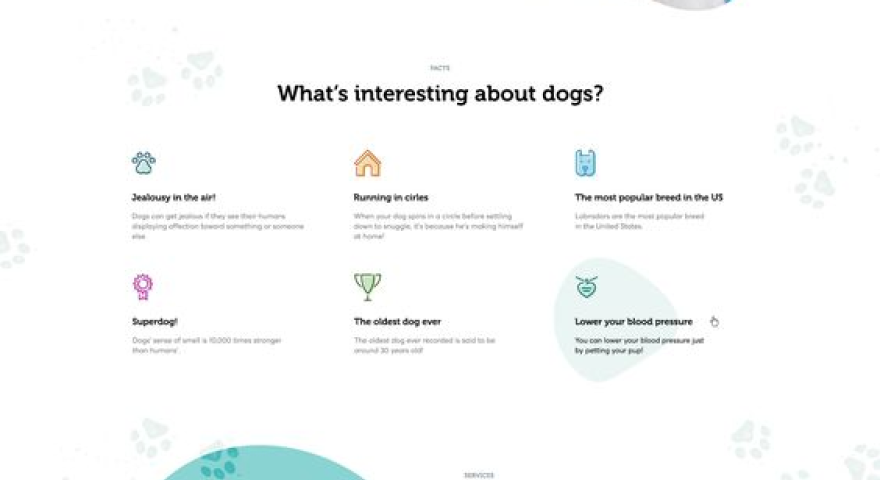 FACTS
What's interesting about dogs?
Jealousy in the air!
Dogs can get jealous if they see their humans
displaying affection toward something or someone
else
Running in cirles
When your dog spins in a circle before settling
down to snuggle, it's because he's making himself
at home!
The most popular breed in the US
Labradors are the most popular breed
in the United States.
Superdog!
Dogs' sense of smell is 10,000 times stronger
than humans'.
The oldest dog ever
The oldest dog ever recorded is said to be
around 30 years old!
Lower your blood pressure
You can lower your blood pressure just
by petting your pup!
SERVICES